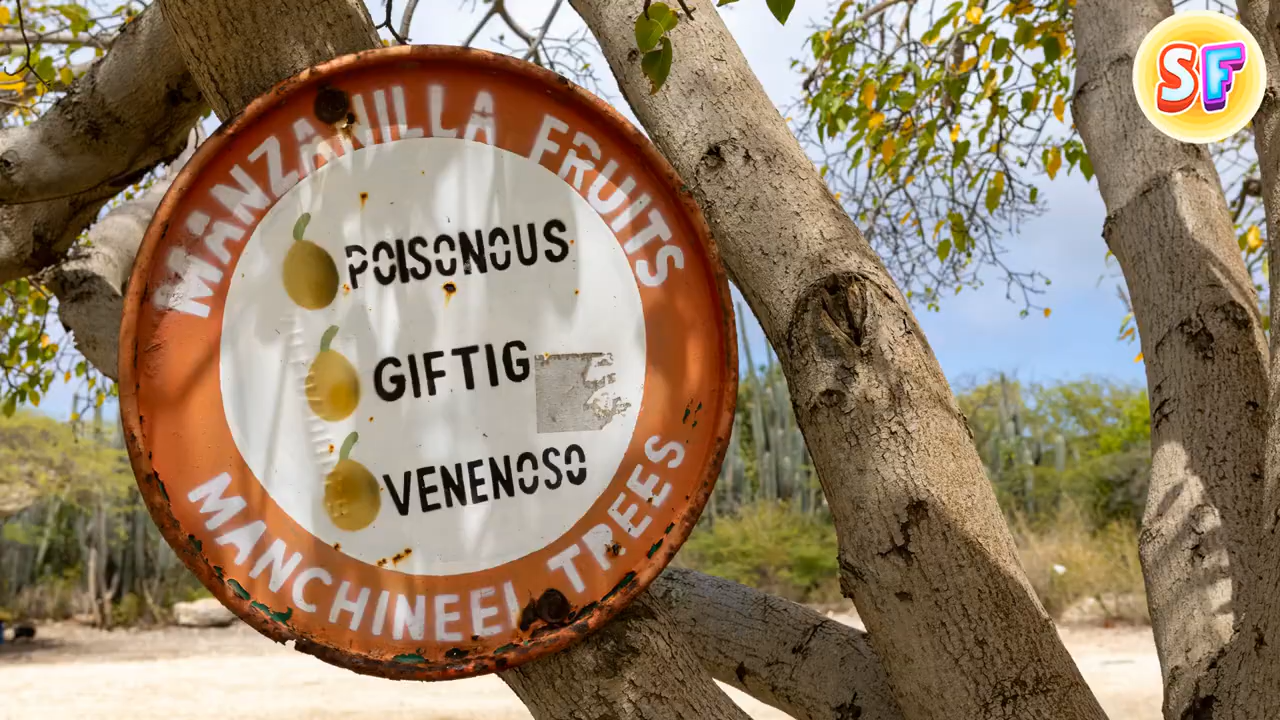 MANZANILLA FRUITS
POISONOUS
GIFTIG
VENENOSO
MANCHINEEL TREES
SF